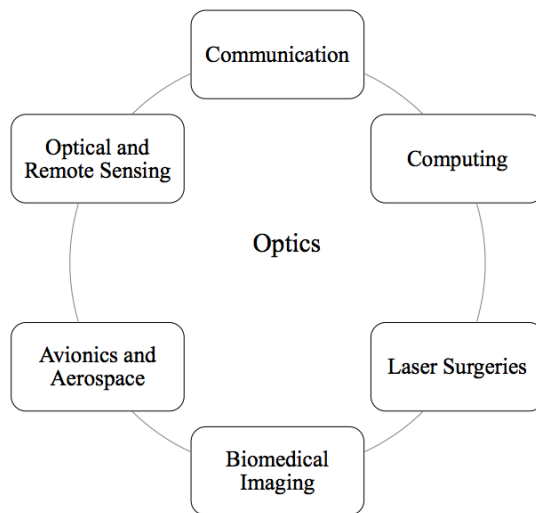 Communication
Optical and
Remote Sensing
Computing
Optics
Avionics and
Aerospace
Laser Surgeries
Biomedical
Imaging